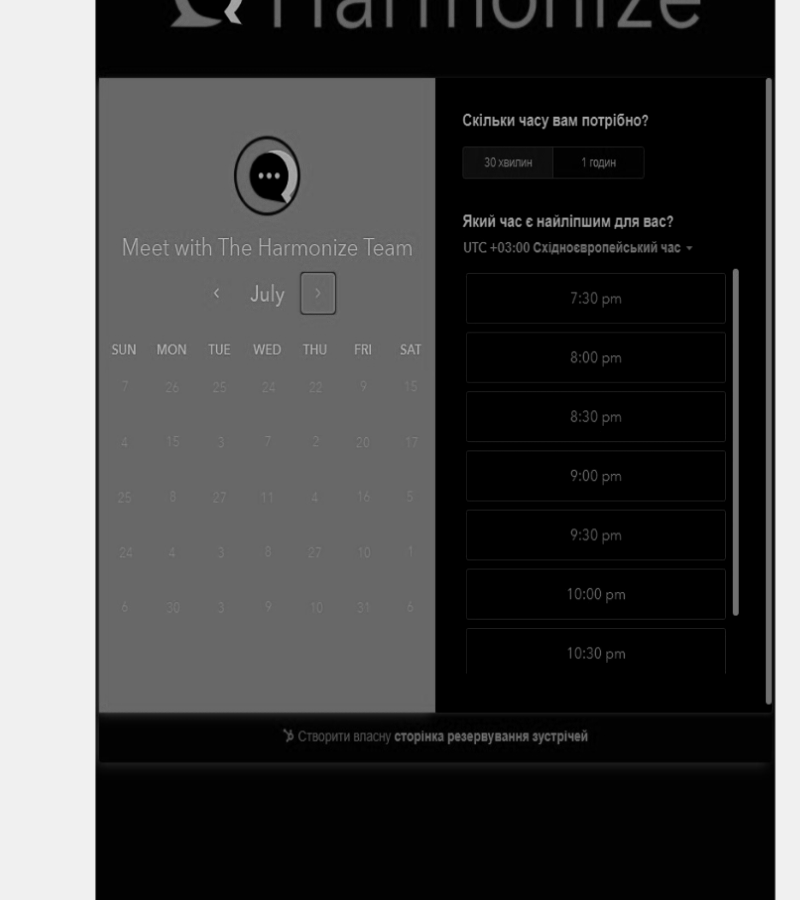 Harmonize
Meet with The Harmonize Team
July
SUN MON TUE WED THU FRI SAT
7 26 25 24 22 9 15
4 15 3 7 2 20 17
25 8 27 11 4 16 5
24 4 3 8 27 10 1
6 30 3 9 10 31 6
Скільки часу вам потрібно?
30 хвилин 1 годин
Який час є найліпшим для вас?
UTC +03:00 Східноєвропейський час
7:30 pm
8:00 pm
8:30 pm
9:00 pm
9:30 pm
10:00 pm
10:30 pm
Створити власну сторінка резервування зустрічей